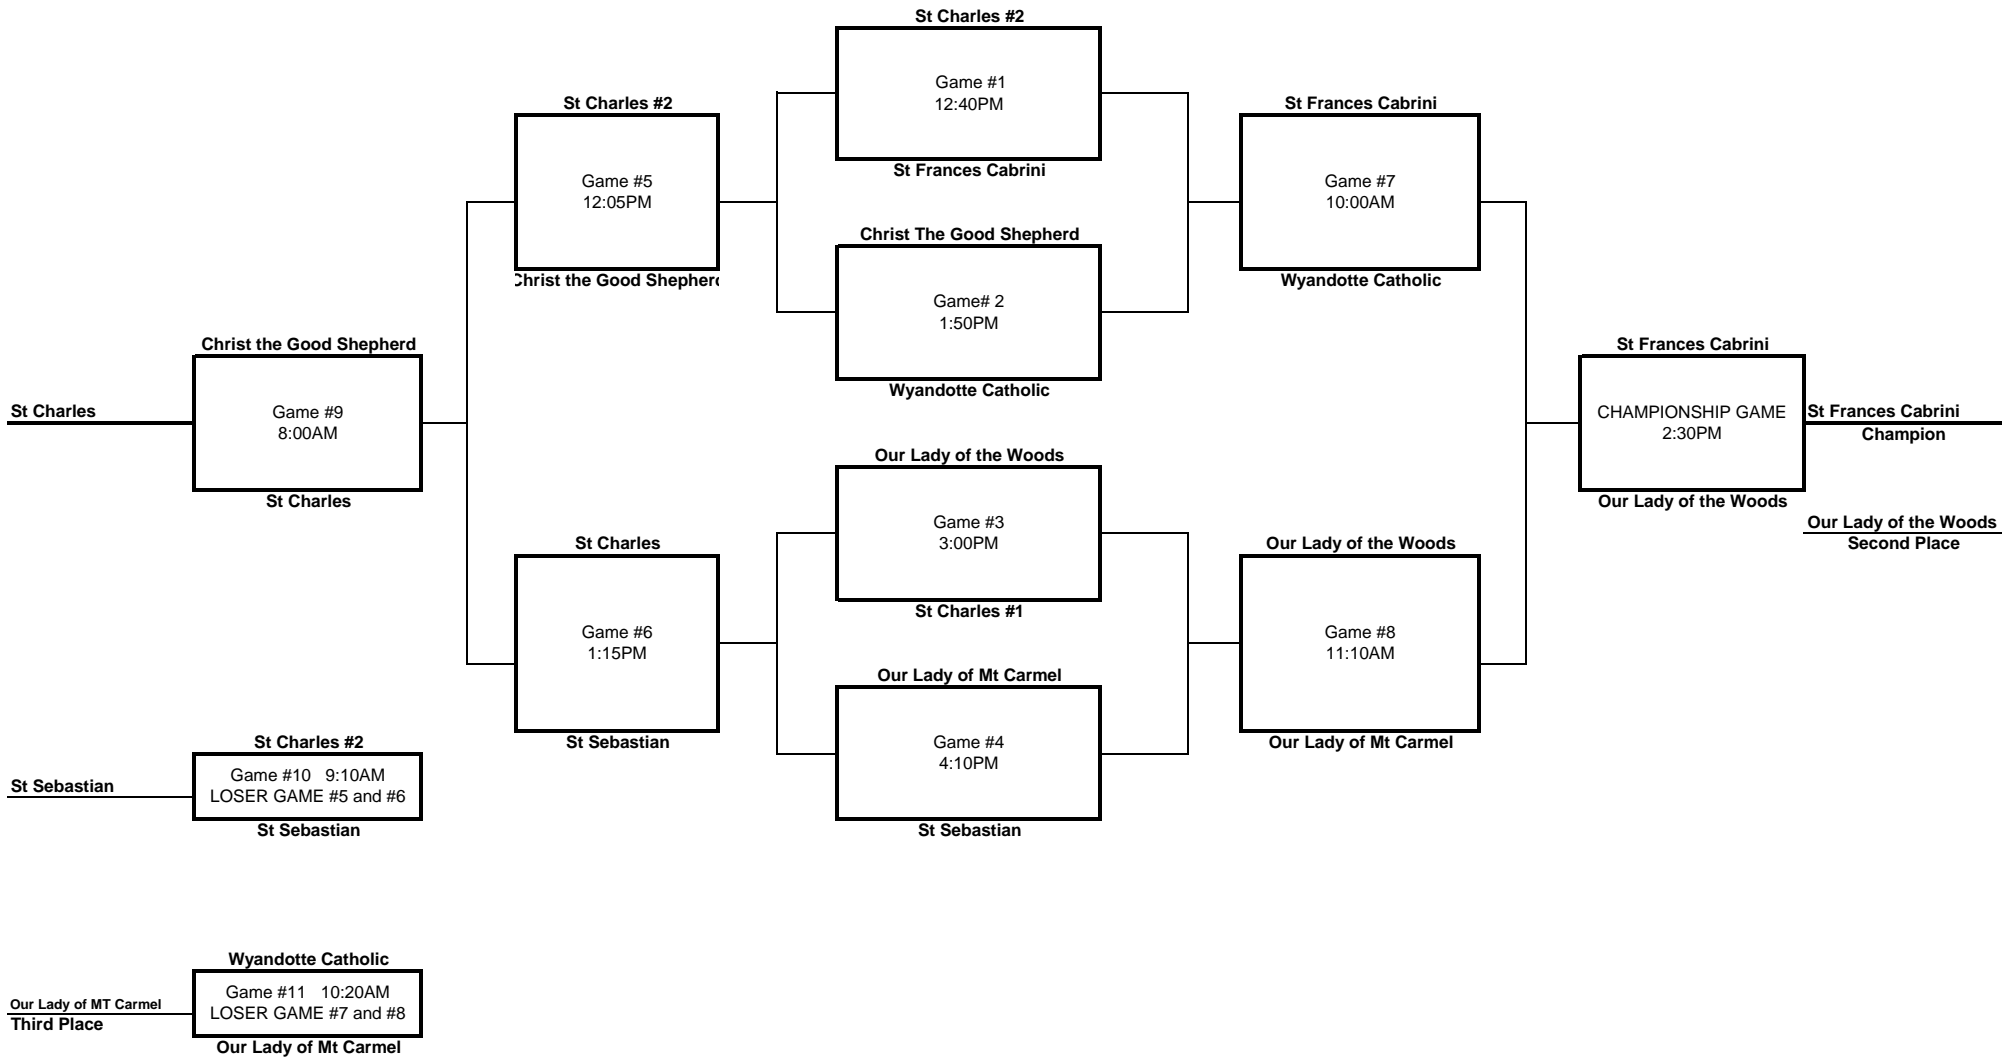 St Charles #2
Game #1
12:40PM
St Frances Cabrini
St Charles #2
Game #5
12:05PM
Christ the Good Shepherd
Christ The Good Shepherd
Game# 2
1:50PM
Wyandotte Catholic
St Frances Cabrini
Game #7
10:00AM
Wyandotte Catholic
Christ the Good Shepherd
St Charles
Game #9
8:00AM
St Charles
St Frances Cabrini
CHAMPIONSHIP GAME
2:30PM
Our Lady of the Woods
St Frances Cabrini
Champion
Our Lady of the Woods
Second Place
Our Lady of the Woods
Game #3
3:00PM
St Charles #1
St Charles
Game #6
1:15PM
St Sebastian
Our Lady of Mt Carmel
Game #4
4:10PM
St Sebastian
Our Lady of the Woods
Game #8
11:10AM
Our Lady of Mt Carmel
St Charles #2
St Sebastian
Game #10 9:10AM
LOSER GAME #5 and #6
St Sebastian
Wyandotte Catholic
Our Lady of MT Carmel
Third Place
Game #11 10:20AM
LOSER GAME #7 and #8
Our Lady of Mt Carmel